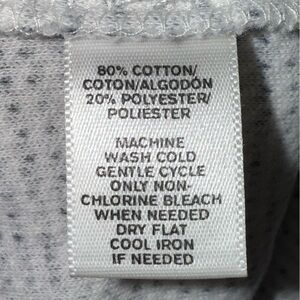 80% COTTON/
COTON/ALGODÓN
20% POLYESTER/
POLIESTER
MACHINE
WASH COLD
GENTLE CYCLE
ONLY NON-
CHLORINE BLEACH
WHEN NEEDED
DRY FLAT
COOL IRON
IF NEEDED